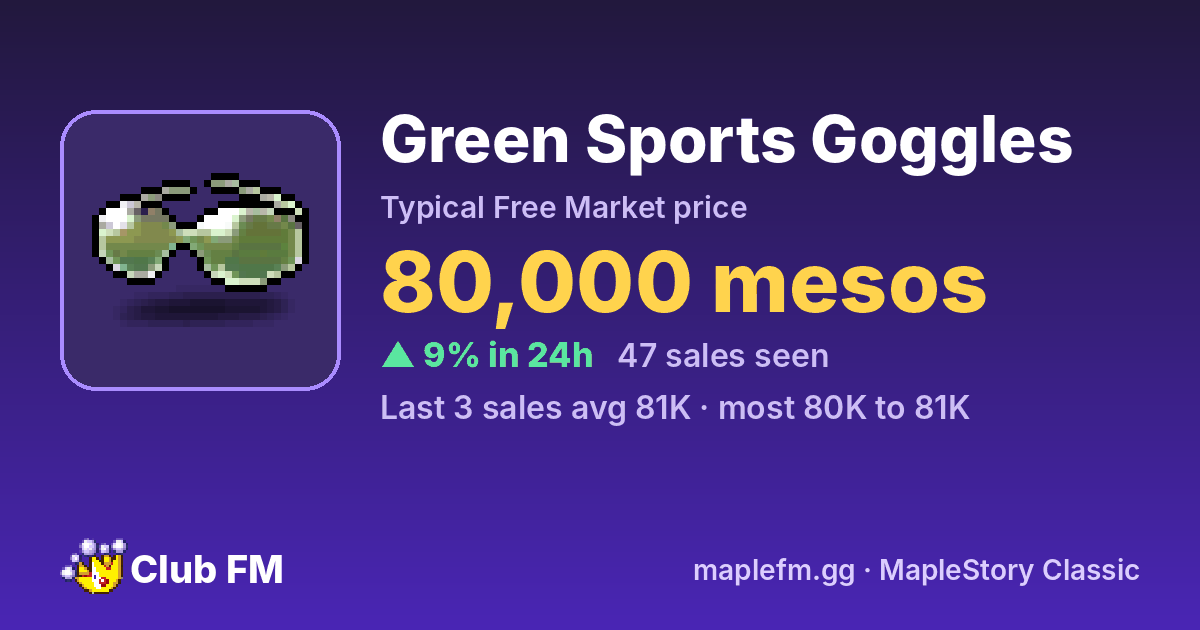 Green Sports Goggles
Typical Free Market price
80,000 mesos
▲ 9% in 24h 47 sales seen
Last 3 sales avg 81K · most 80K to 81K
Club FM
maplefm.gg · MapleStory Classic